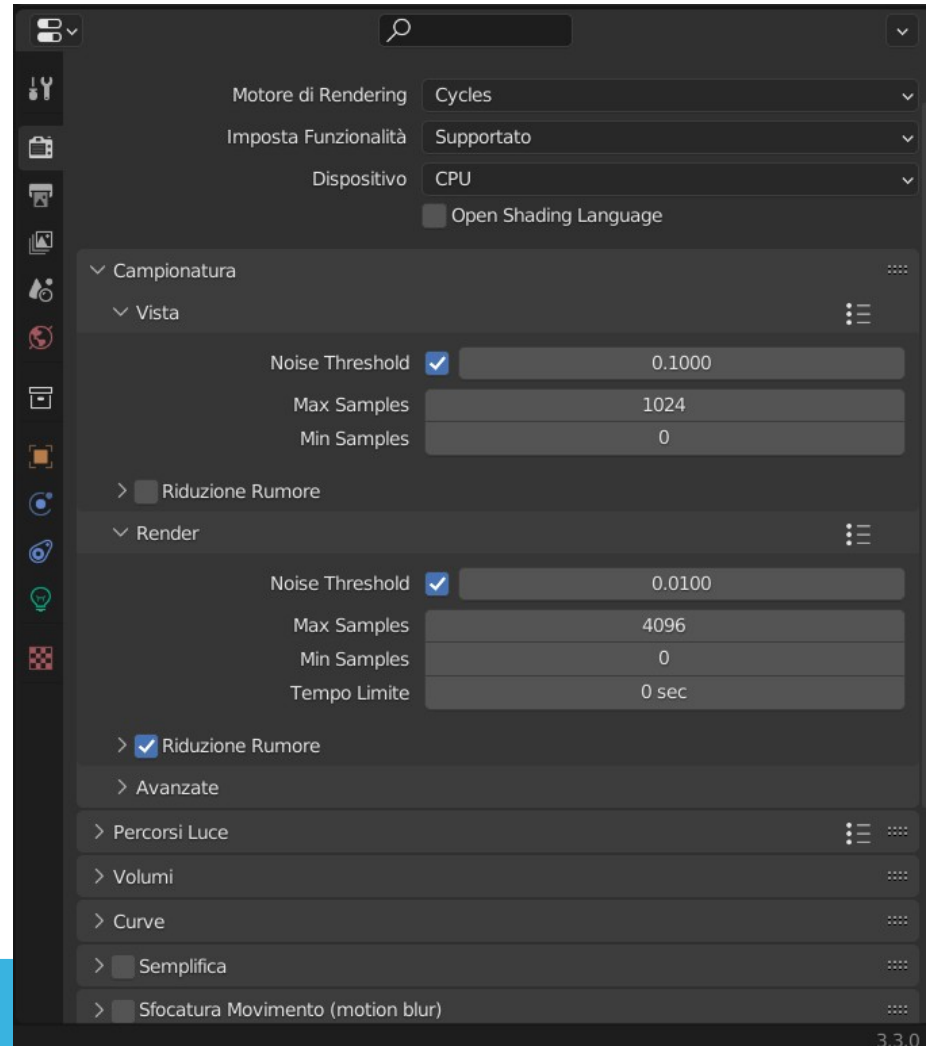 Motore di Rendering Cycles
Imposta Funzionalità Supportato
Dispositivo CPU
Open Shading Language
Campionatura
Vista
Noise Threshold 0.1000
Max Samples 1024
Min Samples 0
Riduzione Rumore
Render
Noise Threshold 0.0100
Max Samples 4096
Min Samples 0
Tempo Limite 0 sec
Riduzione Rumore
Avanzate
Percorsi Luce
Volumi
Curve
Semplifica
Sfocatura Movimento (motion blur)
3.3.0